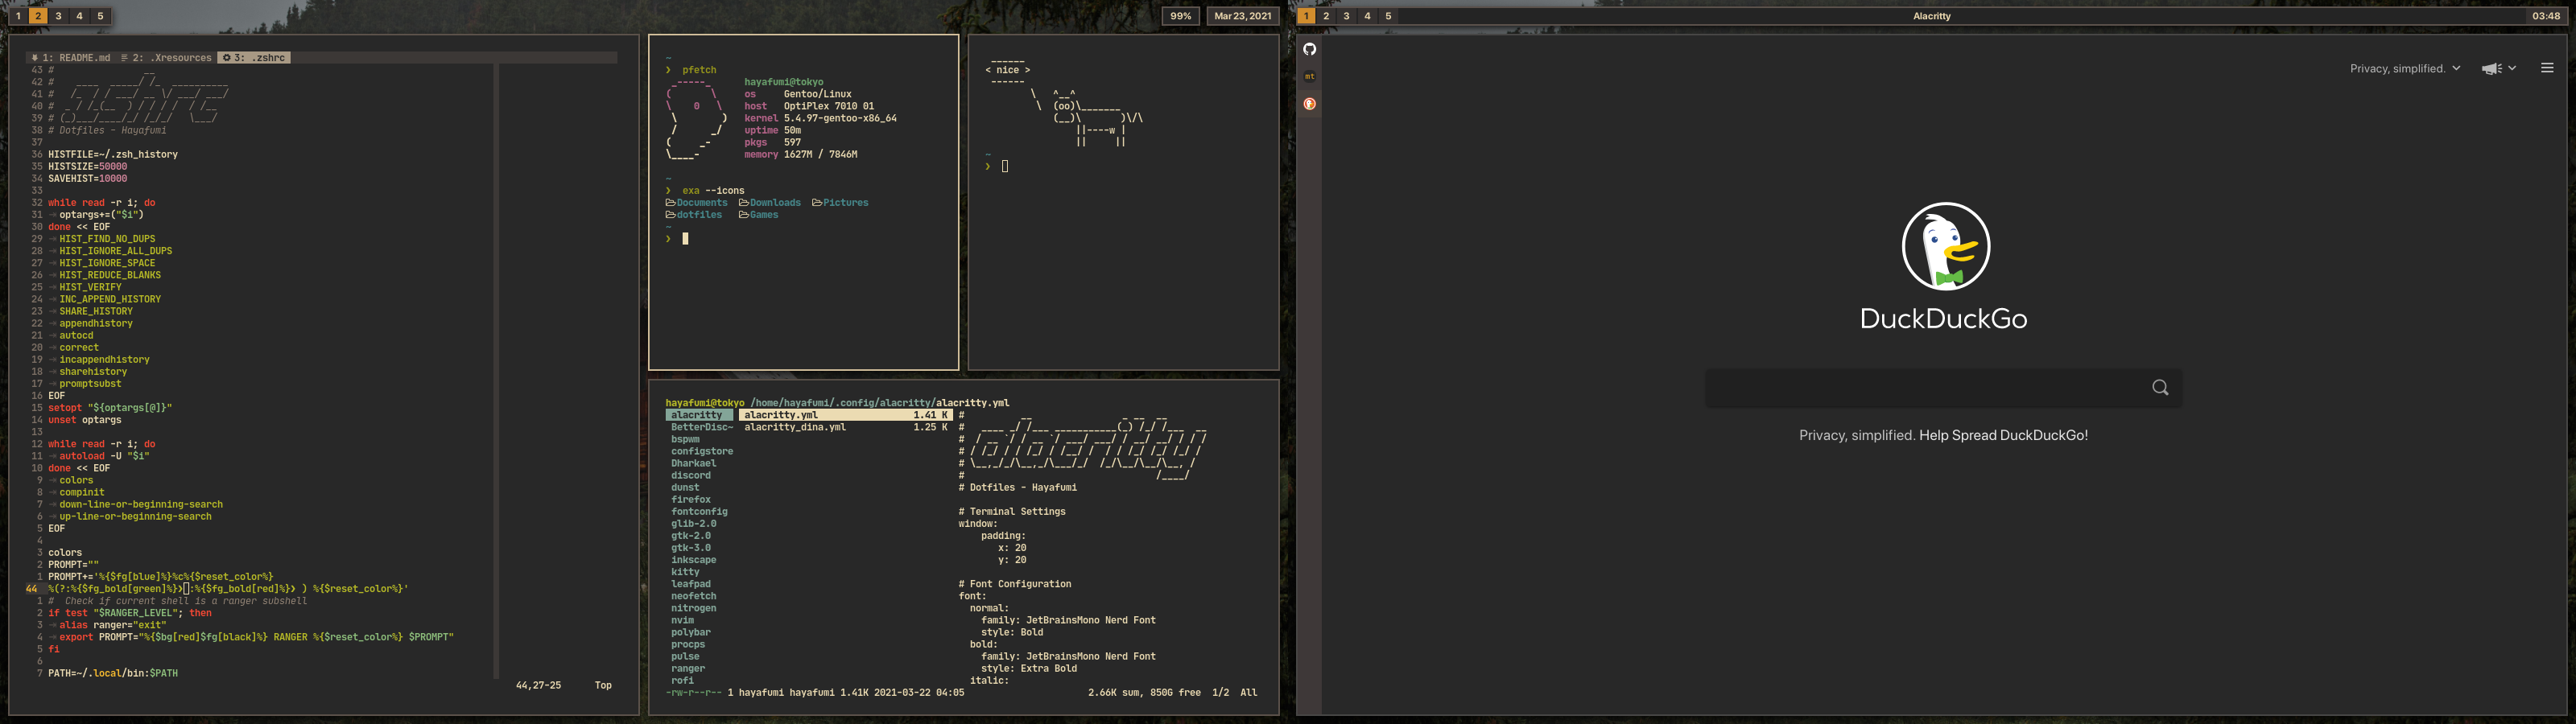 1 2 3 4 5
99% Mar 23, 2021
1 2 3 4 5 Alacritty 03:48
1: README.md 2: .Xresources 3: .zshrc
43 #
42 #
41 #
40 #
39 #
38 # Dotfiles - Hayafumi
37
36 HISTFILE=~/.zsh_history
35 HISTSIZE=50000
34 SAVEHIST=10000
33
32 while read -r i; do
31 optargs+=("$i")
30 done << EOF
29 HIST_FIND_NO_DUPS
28 HIST_IGNORE_ALL_DUPS
27 HIST_IGNORE_SPACE
26 HIST_REDUCE_BLANKS
25 HIST_VERIFY
24 INC_APPEND_HISTORY
23 SHARE_HISTORY
22 appendhistory
21 autocd
20 correct
19 incappendhistory
18 sharehistory
17 promptsubst
16 EOF
15 setopt "${optargs[@]}"
14 unset optargs
13
12 while read -r i; do
11 autoload -U "$i"
10 done << EOF
9 colors
8 compinit
7 down-line-or-beginning-search
6 up-line-or-beginning-search
5 EOF
4
3 colors
2 PROMPT=""
1 PROMPT+='%{$fg[blue]%}%c%{$reset_color%}
44 %(?:%{$fg_bold[green]%}❯ :%{$fg_bold[red]%}❯ ) %{$reset_color%}'
1 # Check if current shell is a ranger subshell
2 if test "$RANGER_LEVEL"; then
3 alias ranger="exit"
4 export PROMPT="%{$bg[red]$fg[black]%} RANGER %{$reset_color%} $PROMPT"
5 fi
6
7 PATH=~/.local/bin:$PATH
44,27-25 Top
~
❯ pfetch
hayafumi@tokyo
os Gentoo/Linux
host OptiPlex 7010 01
kernel 5.4.97-gentoo-x86_64
uptime 50m
pkgs 597
memory 1627M / 7846M
~
❯ exa --icons
Documents Downloads Pictures
dotfiles Games
~
❯
______
< nice >
------
\ ^__^
\ (oo)\_______
(__)\ )\/\
||----w |
|| ||
~
❯
hayafumi@tokyo /home/hayafumi/.config/alacritty/alacritty.yml
alacritty alacritty.yml 1.41 K
BetterDisc~ alacritty_dina.yml 1.25 K
bspwm
configstore
Dharkael
discord
dunst
firefox
fontconfig
glib-2.0
gtk-2.0
gtk-3.0
inkscape
kitty
leafpad
neofetch
nitrogen
nvim
polybar
procps
pulse
ranger
rofi
# Dotfiles - Hayafumi
# Terminal Settings
window:
padding:
x: 20
y: 20
# Font Configuration
font:
normal:
family: JetBrainsMono Nerd Font
style: Bold
bold:
family: JetBrainsMono Nerd Font
style: Extra Bold
italic:
-rw-r--r-- 1 hayafumi hayafumi 1.41K 2021-03-22 04:05 2.66K sum, 850G free 1/2 All
mt
Privacy, simplified.
DuckDuckGo
Privacy, simplified. Help Spread DuckDuckGo!